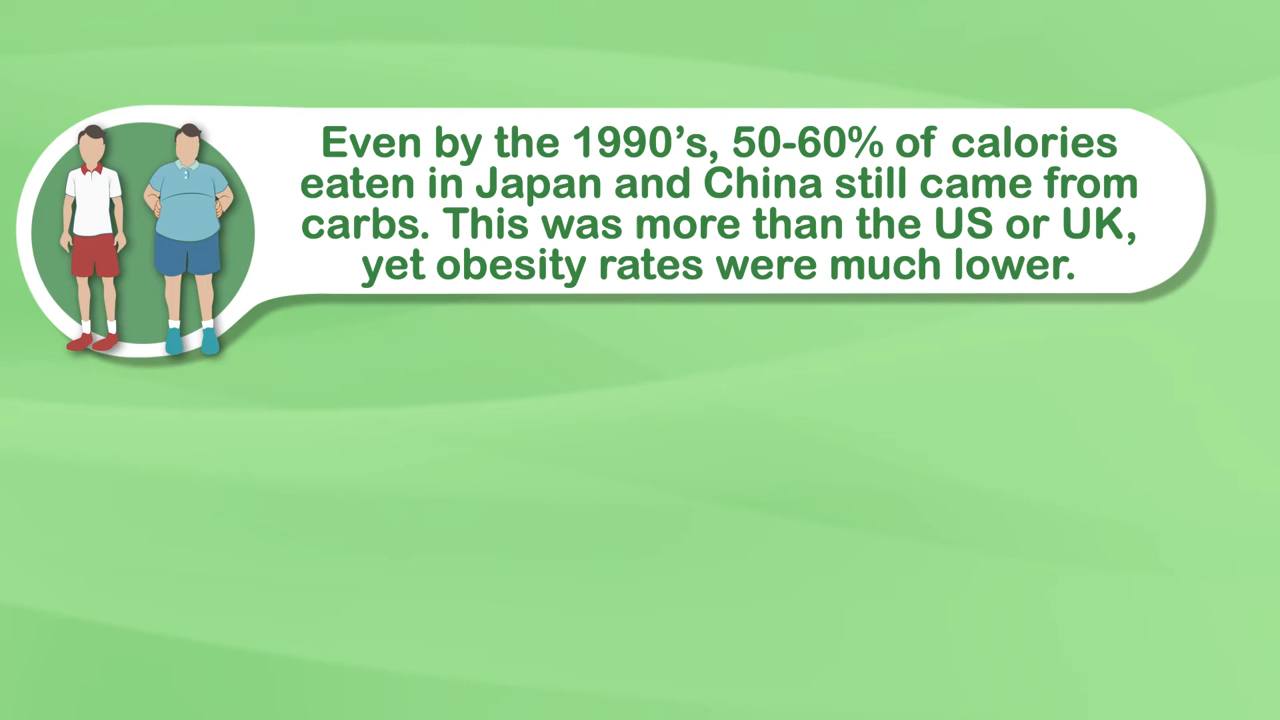 Even by the 1990’s, 50-60% of calories
eaten in Japan and China still came from
carbs. This was more than the US or UK,
yet obesity rates were much lower.